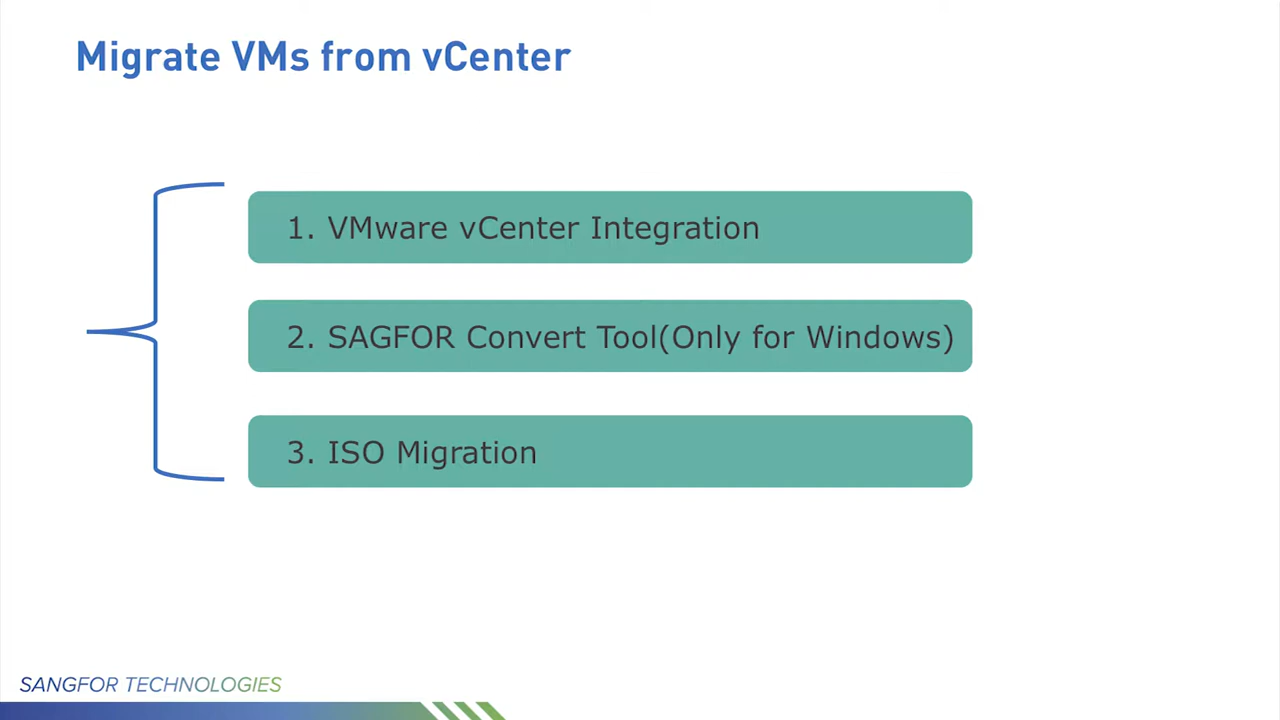 Migrate VMs from vCenter
1. VMware vCenter Integration
2. SAGFOR Convert Tool(Only for Windows)
3. ISO Migration
SANGFOR TECHNOLOGIES